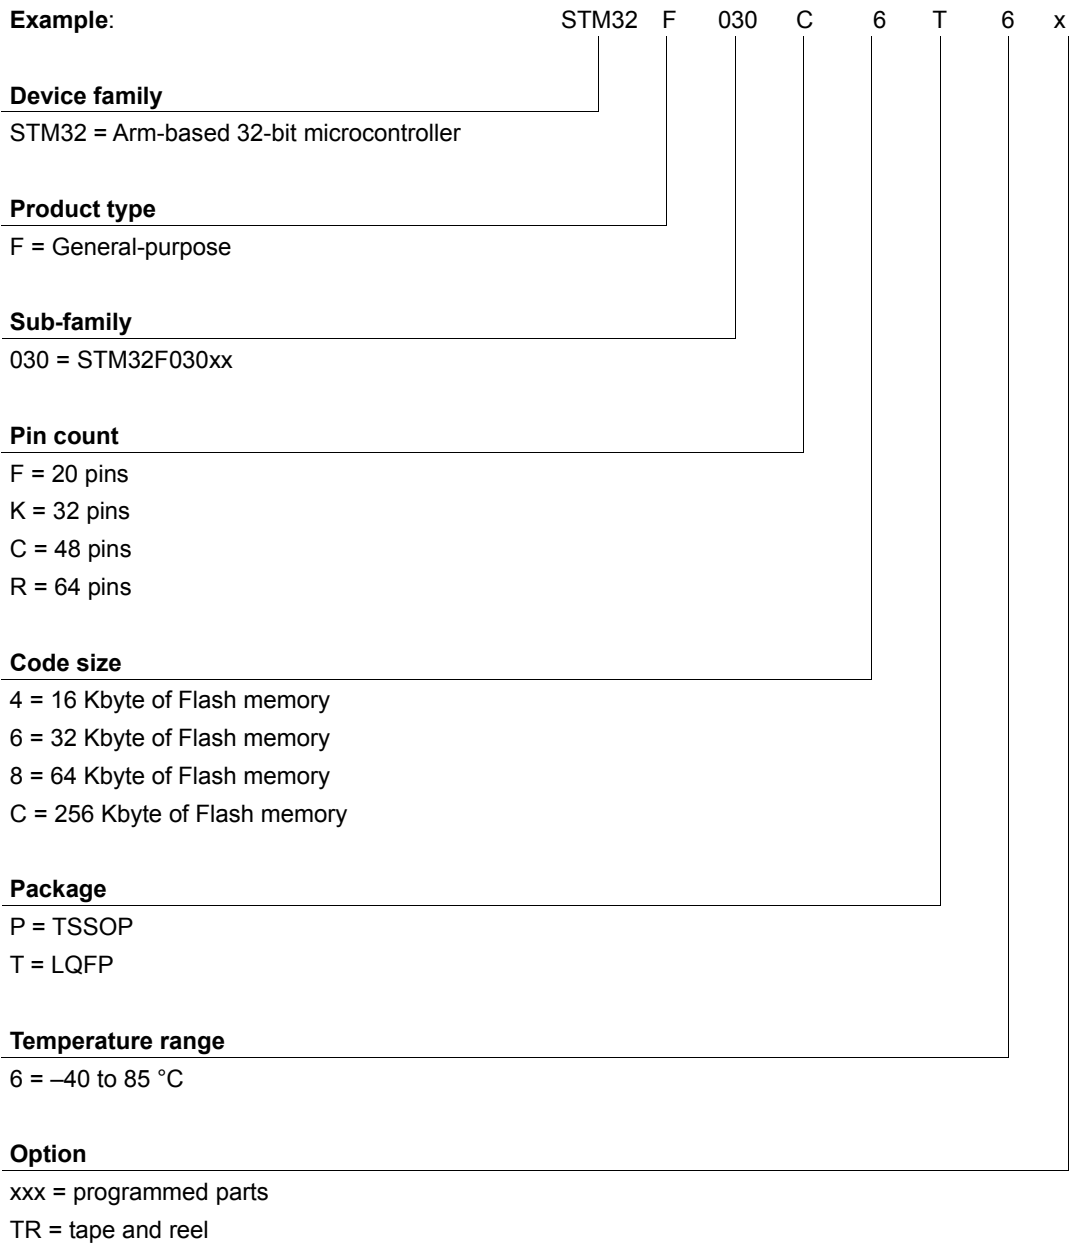 Example: STM32 F 030 C 6 T 6 x
Device family
STM32 = Arm-based 32-bit microcontroller
Product type
F = General-purpose
Sub-family
030 = STM32F030xx
Pin count
F = 20 pins
K = 32 pins
C = 48 pins
R = 64 pins
Code size
4 = 16 Kbyte of Flash memory
6 = 32 Kbyte of Flash memory
8 = 64 Kbyte of Flash memory
C = 256 Kbyte of Flash memory
Package
P = TSSOP
T = LQFP
Temperature range
6 = –40 to 85 °C
Option
xxx = programmed parts
TR = tape and reel